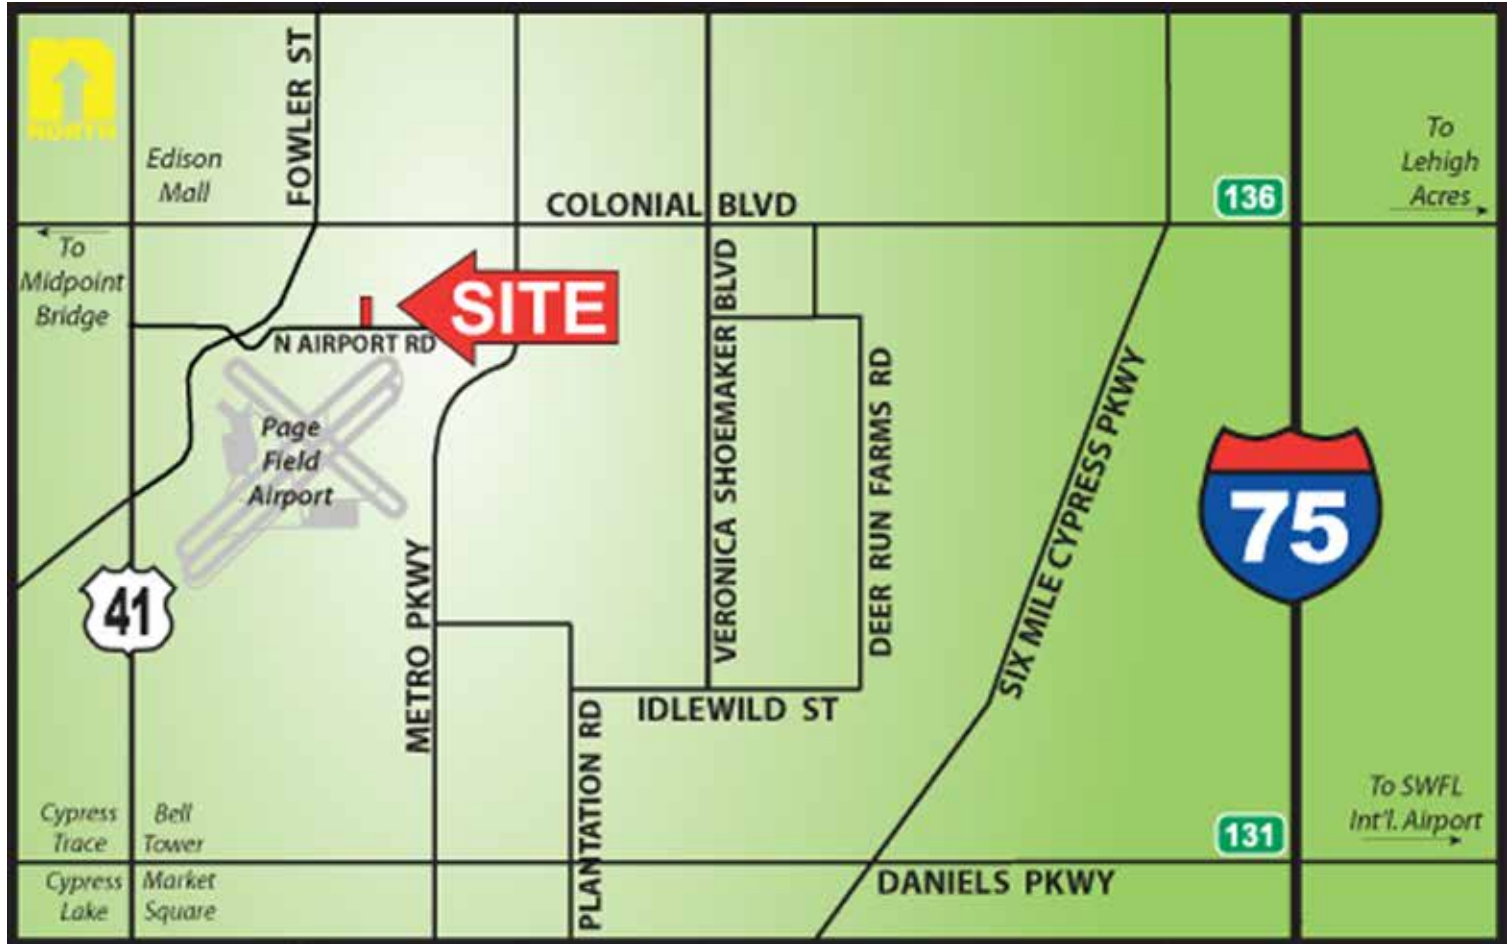 NORTH
Edison
Mall
FOWLER ST
COLONIAL BLVD
136
To
Lehigh
Acres
To
Midpoint
Bridge
SITE
N AIRPORT RD
Page
Field
Airport
VERONICA SHOEMAKER BLVD
DEER RUN FARMS RD
SIX MILE CYPRESS PKWY
75
41
METRO PKWY
IDLEWILD ST
PLANTATION RD
Cypress
Trace
Bell
Tower
Cypress
Lake
Market
Square
131
To SWFL
Int'l. Airport
DANIELS PKWY